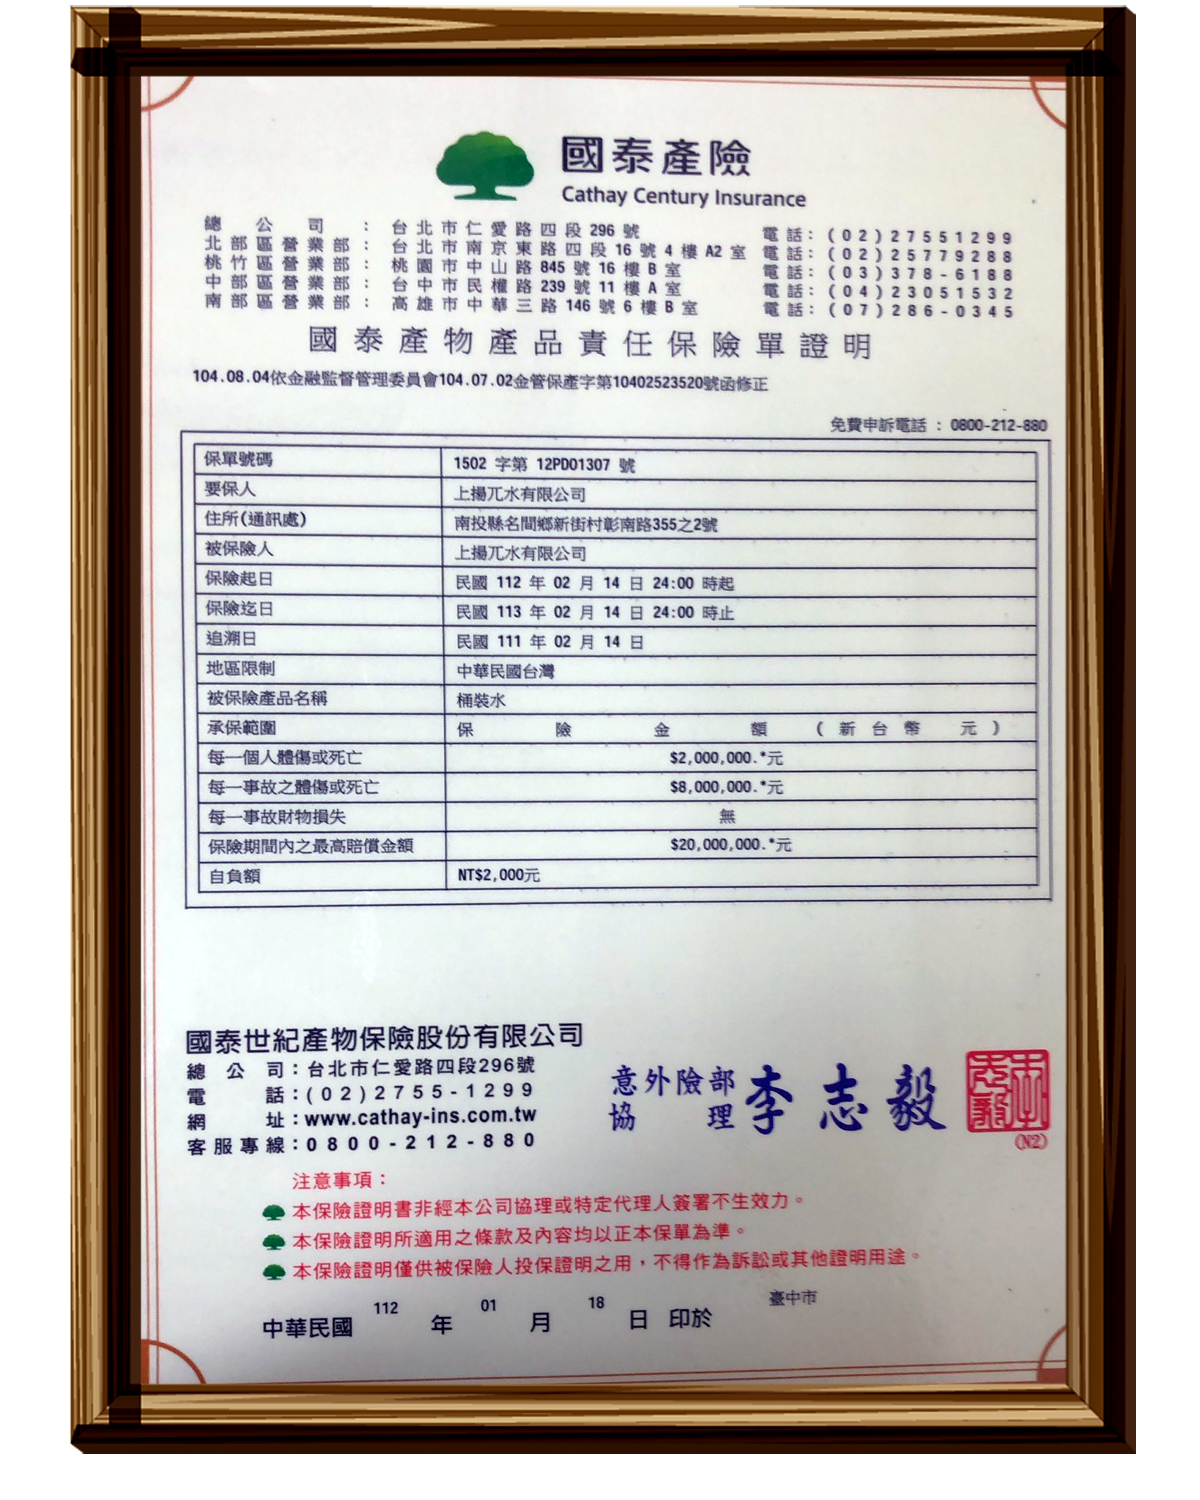 國泰產險
Cathay Century Insurance
總公司：台北市仁愛路四段 296 號 電話：(02)27551299
北部區營業部：台北市南京東路四段 16 號 4 樓 A2 室 電話：(02)25779288
桃竹區營業部：桃園市中山路 845 號 16 樓 B 室 電話：(03)378-6188
中部區營業部：台中市民權路 239 號 11 樓 A 室 電話：(04)23051532
南部區營業部：高雄市中華三路 146 號 6 樓 B 室 電話：(07)286-0345
國泰產物產品責任保險單證明
104.08.04依金融監督管理委員會104.07.02金管保產字第10402523520號函修正
免費申訴電話：0800-212-880
保單號碼 1502 字第 12PD01307 號
要保人 上揚兀水有限公司
住所(通訊處) 南投縣名間鄉新街村彰南路355之2號
被保險人 上揚兀水有限公司
保險起日 民國 112 年 02 月 14 日 24:00 時起
保險迄日 民國 113 年 02 月 14 日 24:00 時止
追溯日 民國 111 年 02 月 14 日
地區限制 中華民國台灣
被保險產品名稱 桶裝水
承保範圍 保險金額(新台幣元)
每一個人體傷或死亡 $2,000,000.*元
每一事故之體傷或死亡 $8,000,000.*元
每一事故財物損失 無
保險期間內之最高賠償金額 $20,000,000.*元
自負額 NT$2,000元
國泰世紀產物保險股份有限公司
總公司：台北市仁愛路四段296號
電話：(02)2755-1299
網址：www.cathay-ins.com.tw
客服專線：0800-212-880
意外險部
協理 李志毅
李志毅
(N2)
注意事項：
本保險證明書非經本公司協理或特定代理人簽署不生效力。
本保險證明所適用之條款及內容均以正本保單為準。
本保險證明僅供被保險人投保證明之用，不得作為訴訟或其他證明用途。
中華民國 112 年 01 月 18 日 印於 臺中市